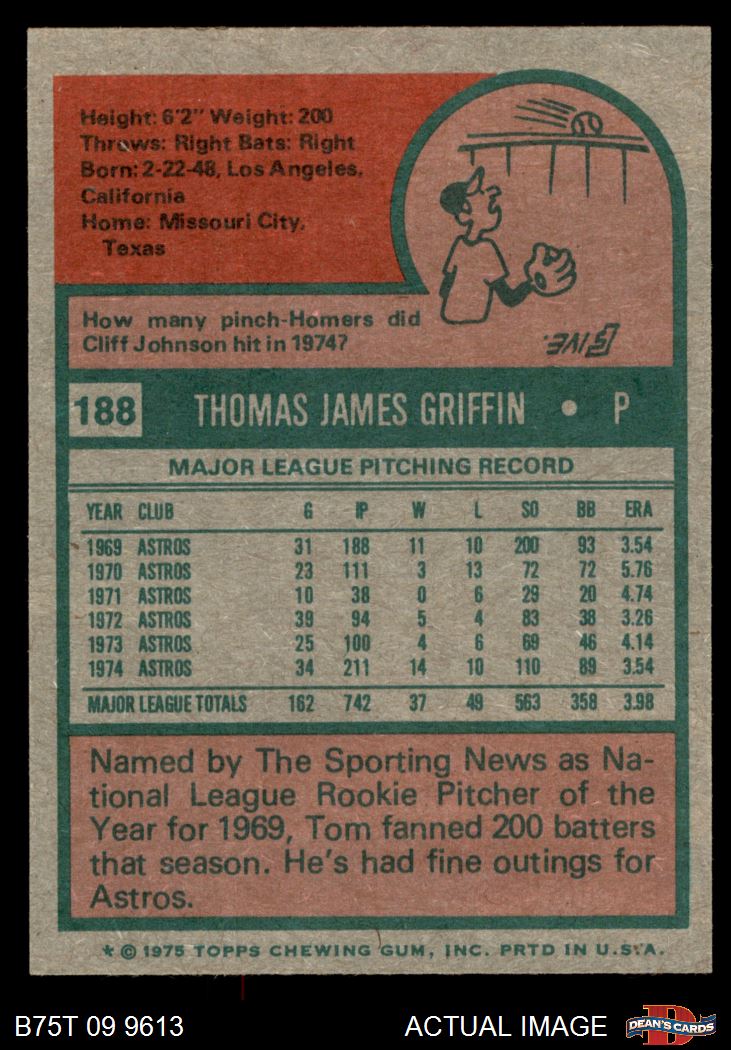 Height: 6'2" Weight: 200
Throws: Right Bats: Right
Born: 2-22-48, Los Angeles,
California
Home: Missouri City,
Texas
How many pinch-Homers did
Cliff Johnson hit in 1974?
FIVE.
188 THOMAS JAMES GRIFFIN • P
MAJOR LEAGUE PITCHING RECORD
YEAR CLUB G IP W L SO BB ERA
1969 ASTROS 31 188 11 10 200 93 3.54
1970 ASTROS 23 111 3 13 72 72 5.76
1971 ASTROS 10 38 0 6 29 20 4.74
1972 ASTROS 39 94 5 4 83 38 3.26
1973 ASTROS 25 100 4 6 69 46 4.14
1974 ASTROS 34 211 14 10 110 89 3.54
MAJOR LEAGUE TOTALS 162 742 37 49 563 358 3.98
Named by The Sporting News as Na-
tional League Rookie Pitcher of the
Year for 1969, Tom fanned 200 batters
that season. He's had fine outings for
Astros.
* © 1975 TOPPS CHEWING GUM, INC. PRTD IN U.S.A.
B75T 09 9613 ACTUAL IMAGE D DEAN'S CARDS